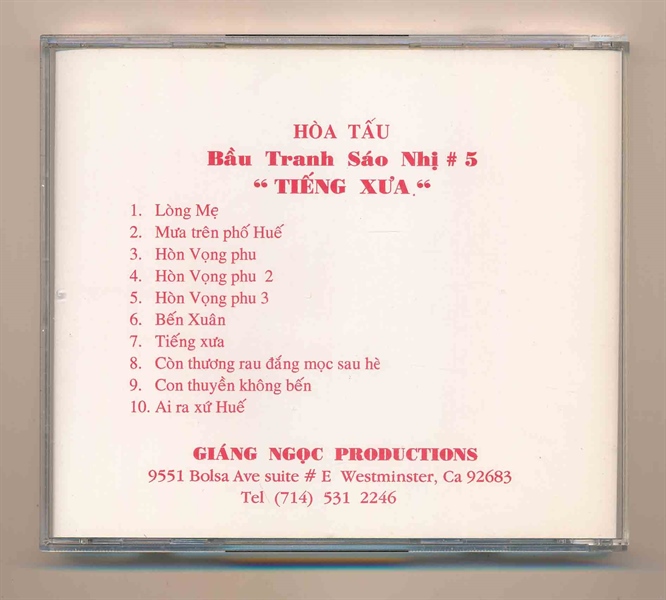 HÒA TẤU
Bầu Tranh Sáo Nhị # 5
“ TIẾNG XƯA “
1. Lòng Mẹ
2. Mưa trên phố Huế
3. Hòn Vọng phu
4. Hòn Vọng phu 2
5. Hòn Vọng phu 3
6. Bến Xuân
7. Tiếng xưa
8. Còn thương rau đắng mọc sau hè
9. Con thuyền không bến
10. Ai ra xứ Huế
GIÁNG NGỌC PRODUCTIONS
9551 Bolsa Ave suite # E Westminster, Ca 92683
Tel (714) 531 2246